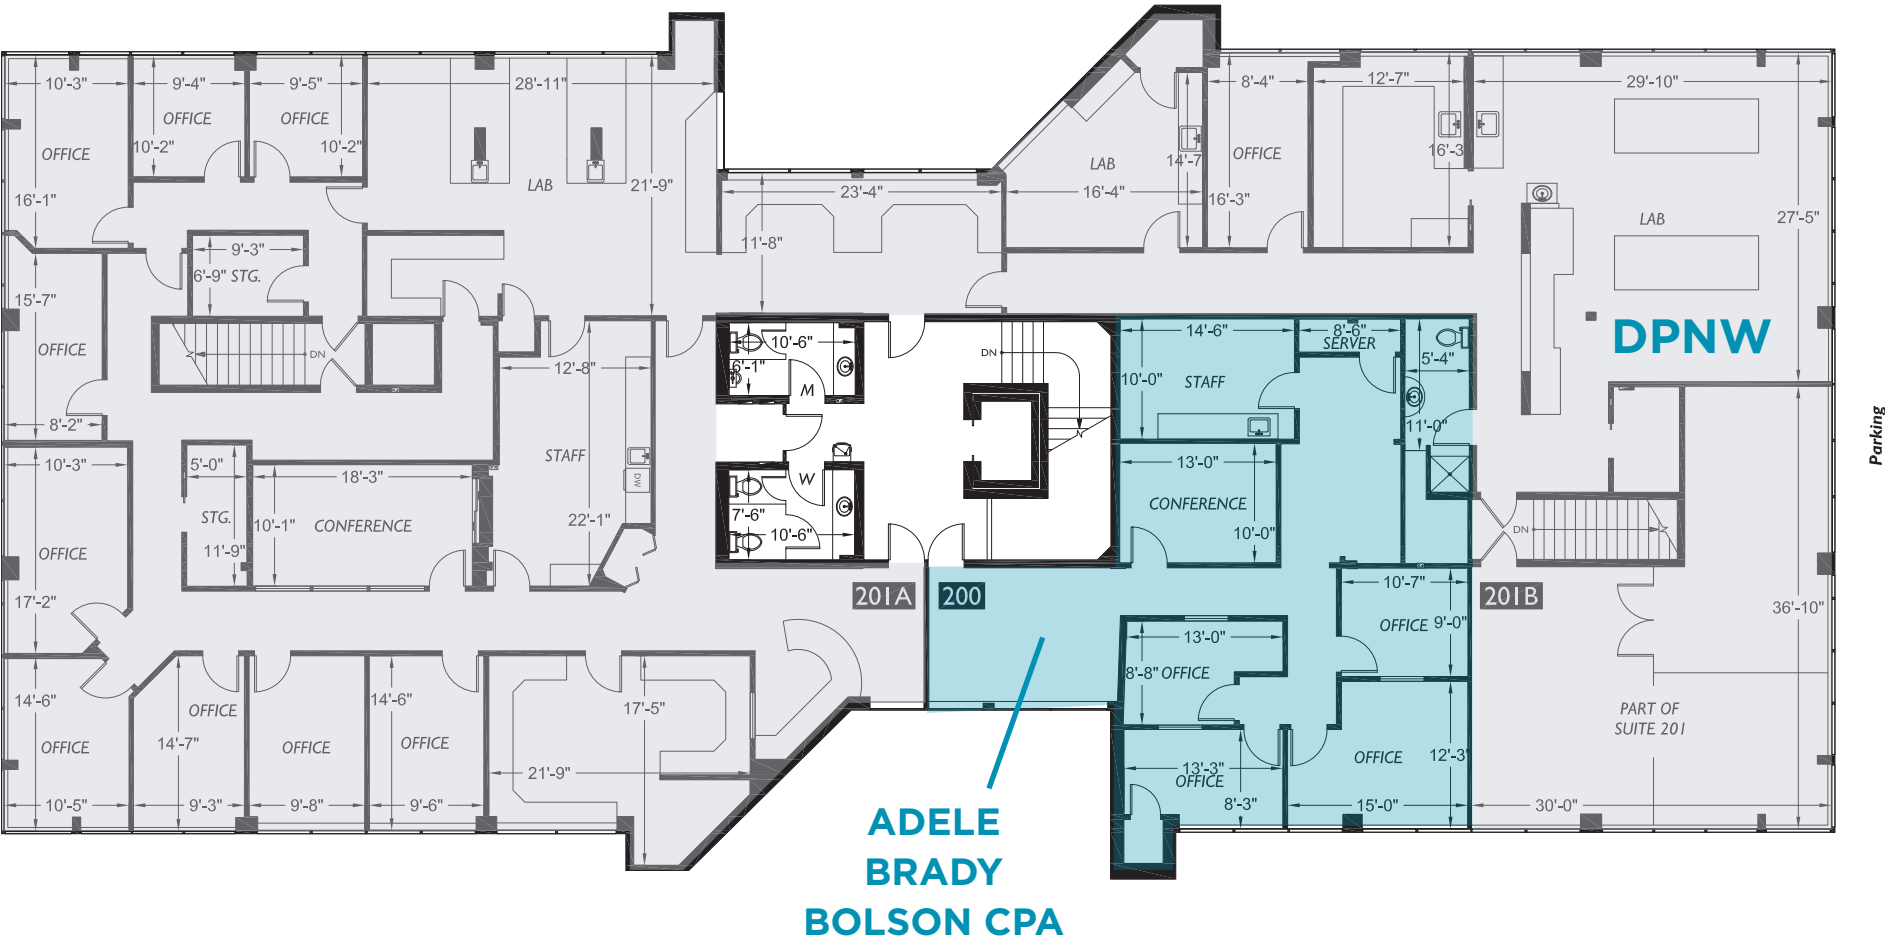 10'-3"
9'-4"
9'-5"
28'-11"
8'-4"
12'-7"
29'-10"
OFFICE
OFFICE
10'-2"
10'-2"
OFFICE
16'-1"
LAB
21'-9"
23'-4"
11'-8"
LAB
14'-7
16'-4"
OFFICE
16'-3"
16'-3
LAB
27'-5"
9'-3"
6'-9" STG.
15'-7"
OFFICE
8'-2"
DN
12'-8"
STAFF
DW
22'-1"
10'-6"
6'-1"
M
W
7'-6"
10'-6"
DN
14'-6"
STAFF
10'-0"
8'-6"
SERVER
5'-4"
11'-0"
DPNW
Parking
10'-3"
OFFICE
17'-2"
5'-0"
STG.
11'-9"
18'-3"
CONFERENCE
10'-1"
13'-0"
CONFERENCE
10'-0"
DN
201A
200
201B
10'-7"
OFFICE
9'-0"
36'-10"
13'-0"
8'-8" OFFICE
14'-6"
OFFICE
10'-5"
OFFICE
14'-7"
9'-3"
OFFICE
9'-8"
14'-6"
OFFICE
9'-6"
17'-5"
21'-9"
13'-3"
OFFICE
8'-3"
OFFICE
12'-3"
15'-0"
PART OF
SUITE 201
30'-0"
ADELE
BRADY
BOLSON CPA